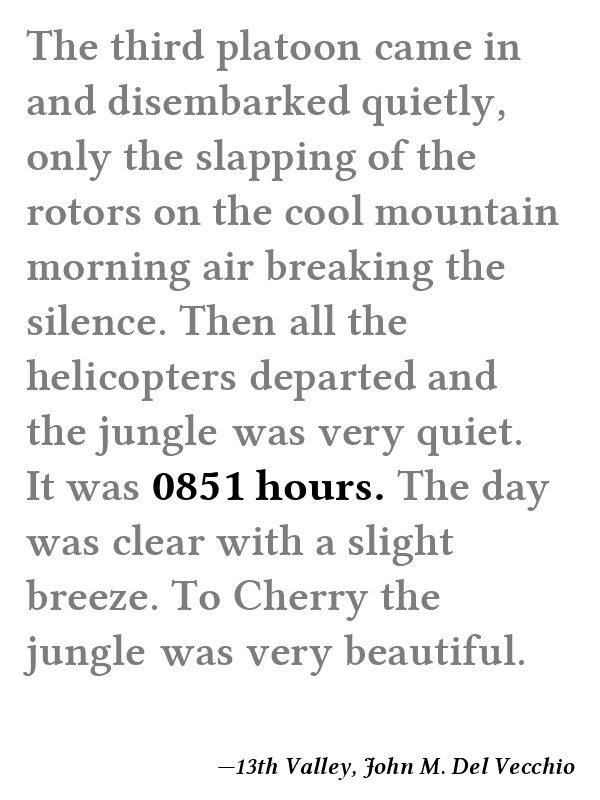 The third platoon came in
and disembarked quietly,
only the slapping of the
rotors on the cool mountain
morning air breaking the
silence. Then all the
helicopters departed and
the jungle was very quiet.
It was 0851 hours. The day
was clear with a slight
breeze. To Cherry the
jungle was very beautiful.
—13th Valley, John M. Del Vecchio